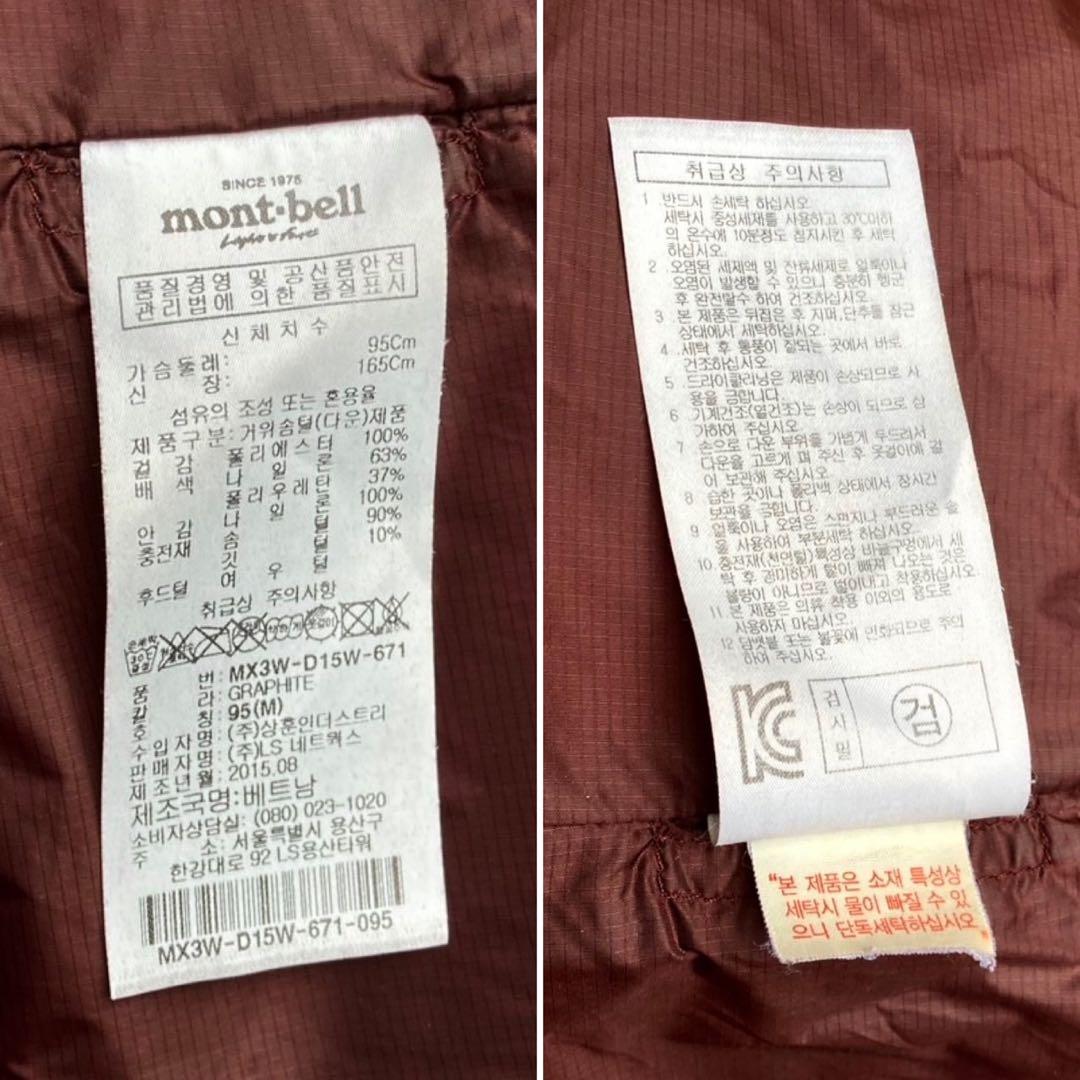 SINCE 1975
mont·bell
품질경영 및 공산품안전
관리법에 의한 품질표시
신체치수
가슴둘레: 95Cm
신 장: 165Cm
섬유의 조성 또는 혼용율
제품구분:거위솜털(다운)제품
겉 감 폴리에스터 100%
배 색 나일론 63%
폴리우레탄 37%
안 감 나일론 100%
충전재 솜털 90%
깃털 10%
후드털 여우털
취급상 주의사항
품 번: MX3W-D15W-671
칼 라: GRAPHITE
호 칭: 95(M)
수입자명: (주)상훈인더스트리
판매자명: (주)LS 네트웍스
제조년월: 2015.08
제조국명:베트남
소비자상담실: (080) 023-1020
주 소: 서울특별시 용산구
한강대로 92 LS용산타워
MX3W-D15W-671-095
취급상 주의사항
1 .반드시 손세탁 하십시오.
세탁시 중성세제를 사용하고 30℃이하
의 온수에 10분정도 침지시킨 후 세탁
하십시오.
2 .오염된 세제액 및 잔류세제로 얼룩이나
오염이 발생할 수 있으니 충분히 헹군
후 완전탈수 하여 건조하십시오.
3 .본 제품은 뒤집은 후 지퍼,단추를 잠근
상태에서 세탁하십시오.
4 .세탁 후 통풍이 잘되는 곳에서 바로
건조하십시오.
5 .드라이클리닝은 제품이 손상되므로 사
용을 금합니다.
6 .기계건조(열건조)는 손상이 되므로 삼
가하여 주십시오.
7 .손으로 다운 부위를 가볍게 두드려서
다운을 고르게 펴 주신 후 옷걸이에 걸
어 보관해 주십시오.
8 .습한 곳이나 폴리백 상태에서 장시간
보관을 금합니다.
9 .얼룩이나 오염은 스펀지나 부드러운 솔
을 사용하여 부분세탁 하십시오.
10 .충전재(천연털)특성상 바늘구멍에서 세
탁 후 경미하게 털이 빠져 나오는 것은
불량이 아니므로 털어내고 착용하십시오.
11 .본 제품은 의류 착용 이외의 용도로
사용하지 마십시오.
12 .담뱃불 또는 불꽃에 민화되므로 주의
하여 주십시오.
검사필
검
"본 제품은 소재 특성상
세탁시 물이 빠질 수 있
으니 단독세탁하십시오.